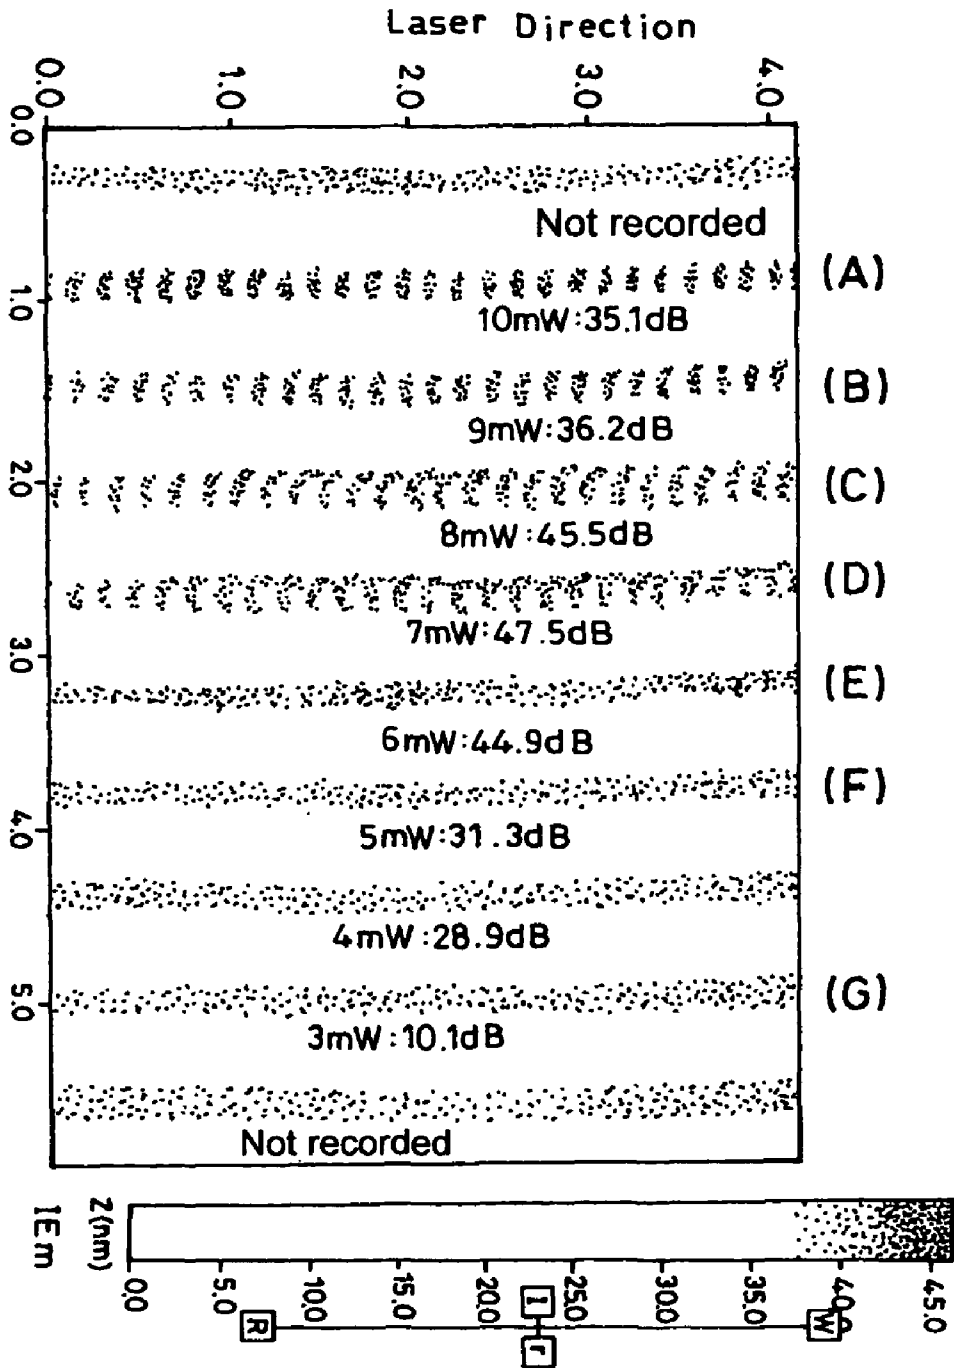 Laser Direction
0.0 1.0 2.0 3.0 4.0
0.0
Not recorded
(A)
1.0
10mW:35.1dB
(B)
9mW:36.2dB
2.0
(C)
8mW:45.5dB
(D)
7mW:47.5dB
3.0
(E)
6mW:44.9dB
(F)
4.0
5mW:31.3dB
4mW:28.9dB
5.0
(G)
3mW:10.1dB
Not recorded
1Em
Z(nm)
0.0 5.0 10.0 15.0 20.0 25.0 30.0 35.0 40.0 45.0
R I r W